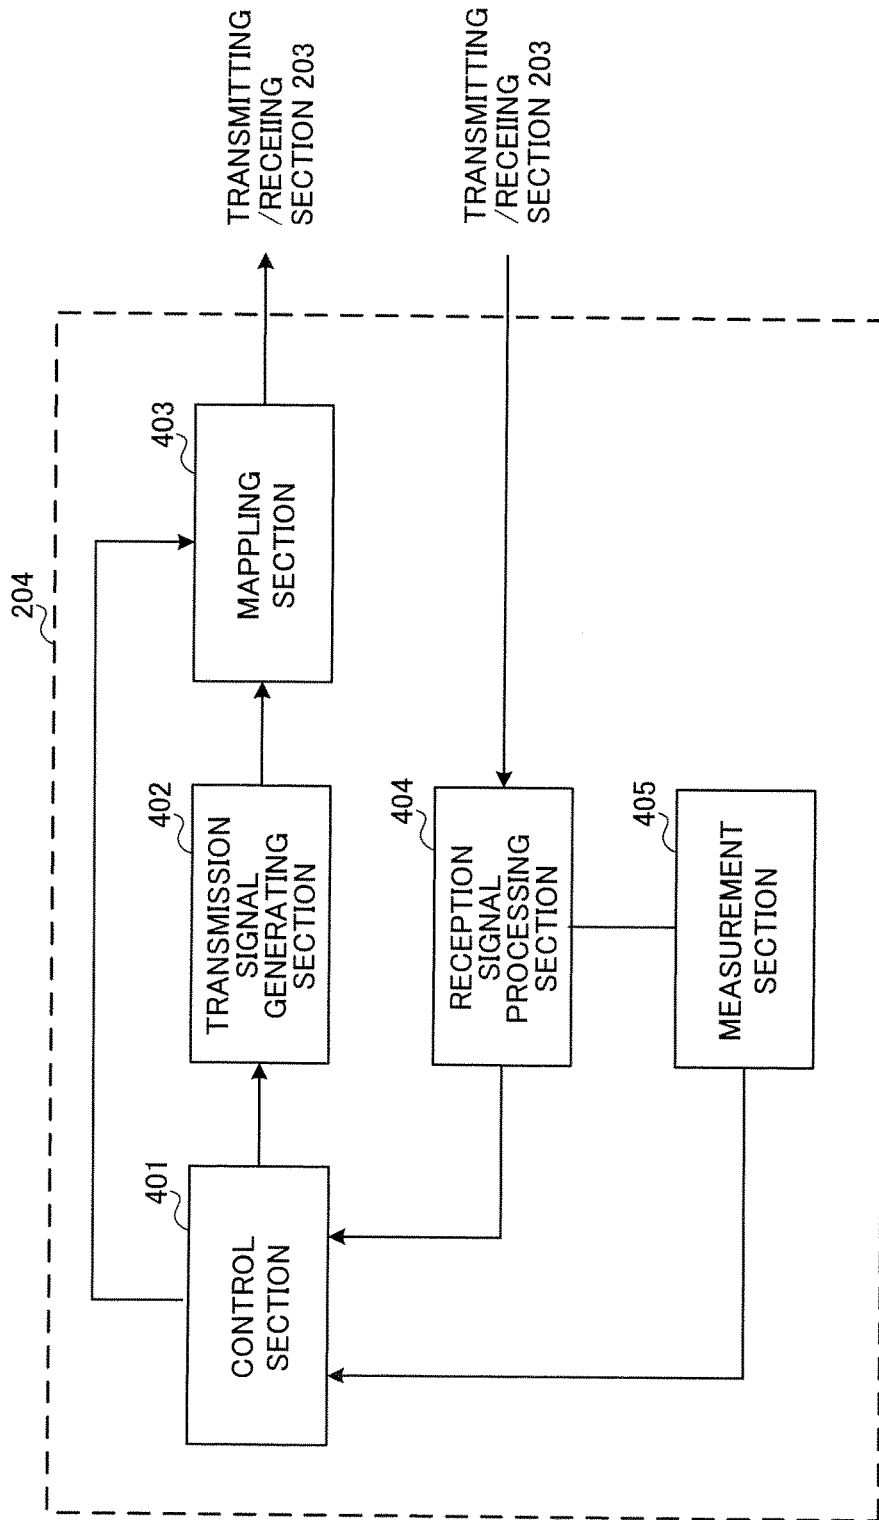 204
401
CONTROL
SECTION
402
TRANSMISSION
SIGNAL
GENERATING
SECTION
403
MAPPLING
SECTION
TRANSMITTING
/RECEIING
SECTION 203
404
RECEPTION
SIGNAL
PROCESSING
SECTION
TRANSMITTING
/RECEIING
SECTION 203
405
MEASUREMENT
SECTION